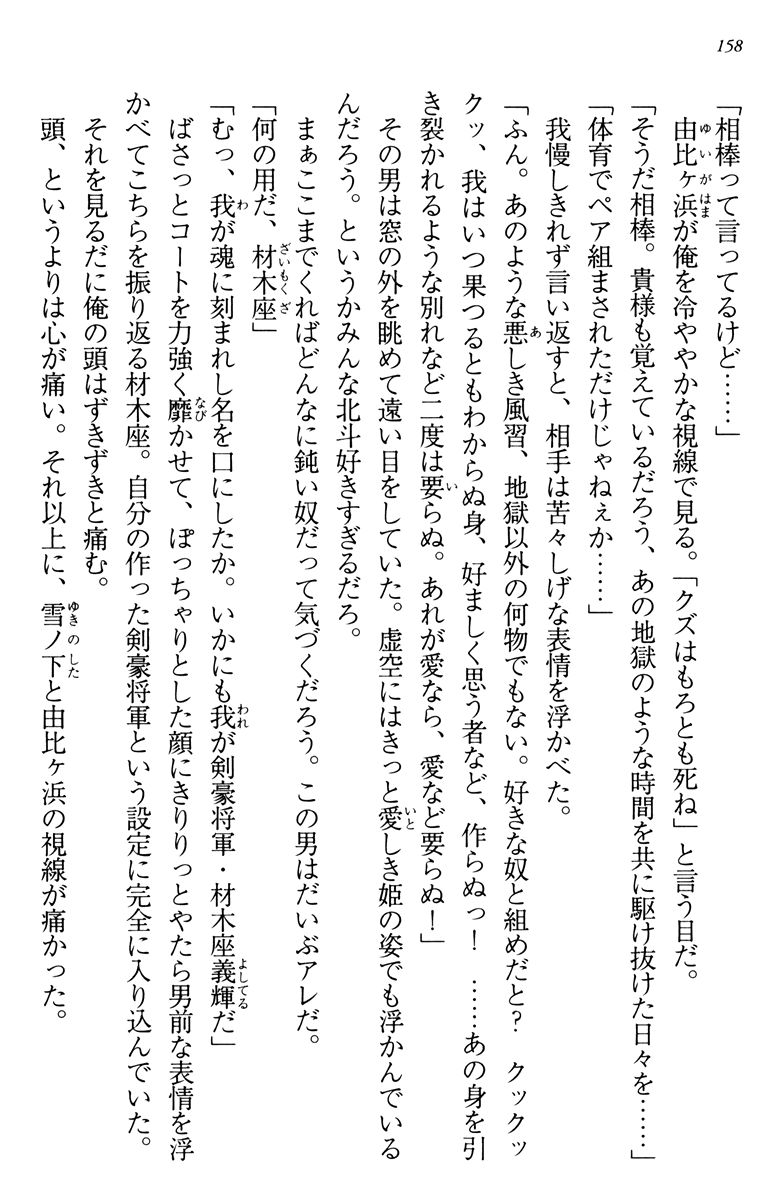 158
「相棒って言ってるけど……」
由比ヶ浜が俺を冷ややかな視線で見る。「クズはもろとも死ね」と言う目だ。
「そうだ相棒。貴様も覚えているだろう、あの地獄のような時間を共に駆け抜けた日々を……」
「体育でペア組まされただけじゃねぇか……」
我慢しきれず言い返すと、相手は苦々しげな表情を浮かべた。
「ふん。あのような悪しき風習、地獄以外の何物でもない。好きな奴と組めだと？　クックッ
クッ、我はいつ果つるともわからぬ身、好ましく思う者など、作らぬっ！　……あの身を引
き裂かれるような別れなど二度は要らぬ。あれが愛なら、愛など要らぬ！」
その男は窓の外を眺めて遠い目をしていた。虚空にはきっと愛しき姫の姿でも浮かんでいる
んだろう。というかみんな北斗好きすぎるだろ。
まぁここまでくればどんなに鈍い奴だって気づくだろう。この男はだいぶアレだ。
「何の用だ、材木座」
「むっ、我が魂に刻まれし名を口にしたか。いかにも我が剣豪将軍・材木座義輝だ」
ばさっとコートを力強く靡かせて、ぽっちゃりとした顔にきりりっとやたら男前な表情を浮
かべてこちらを振り返る材木座。自分の作った剣豪将軍という設定に完全に入り込んでいた。
それを見るだに俺の頭はずきずきと痛む。
頭、というよりは心が痛い。それ以上に、雪ノ下と由比ヶ浜の視線が痛かった。